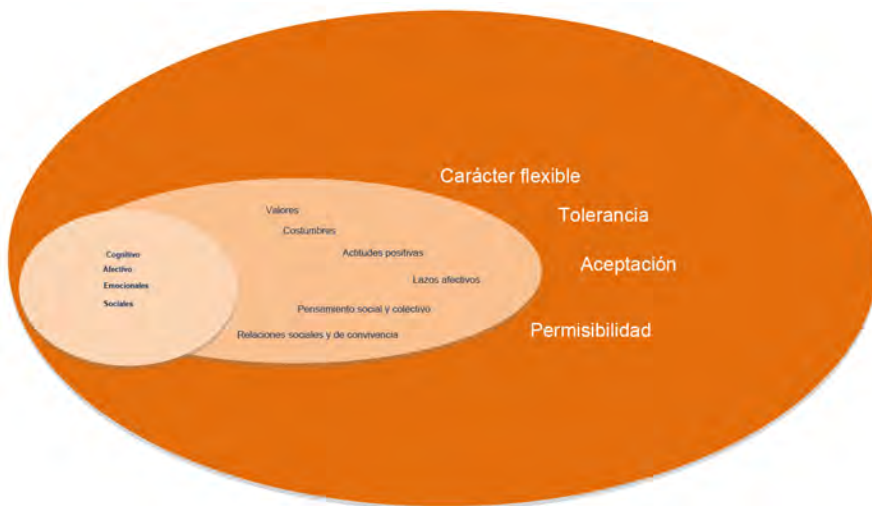 Carácter flexible
Tolerancia
Aceptación
Permisibilidad
Valores
Costumbres
Actitudes positivas
Lazos afectivos
Pensamiento social y colectivo
Relaciones sociales y de convivencia
Cognitivo
Afectivo
Emocionales
Sociales